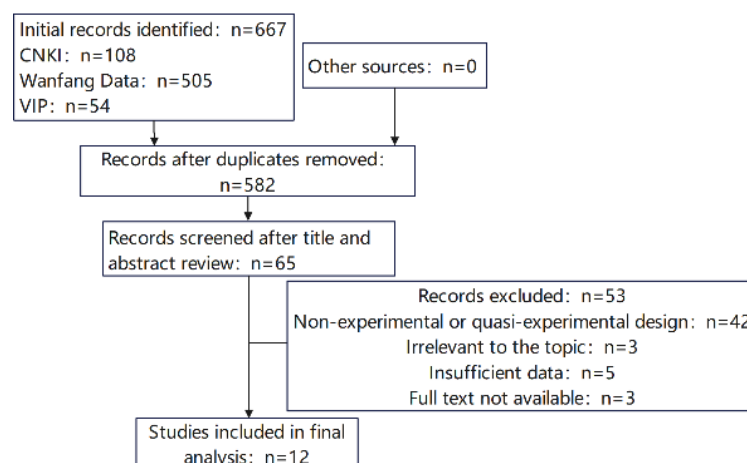 Initial records identified: n=667
CNKI: n=108
Wanfang Data: n=505
VIP: n=54
Other sources: n=0
Records after duplicates removed:
n=582
Records screened after title and
abstract review: n=65
Records excluded: n=53
Non-experimental or quasi-experimental design: n=42
Irrelevant to the topic: n=3
Insufficient data: n=5
Full text not available: n=3
Studies included in final
analysis: n=12